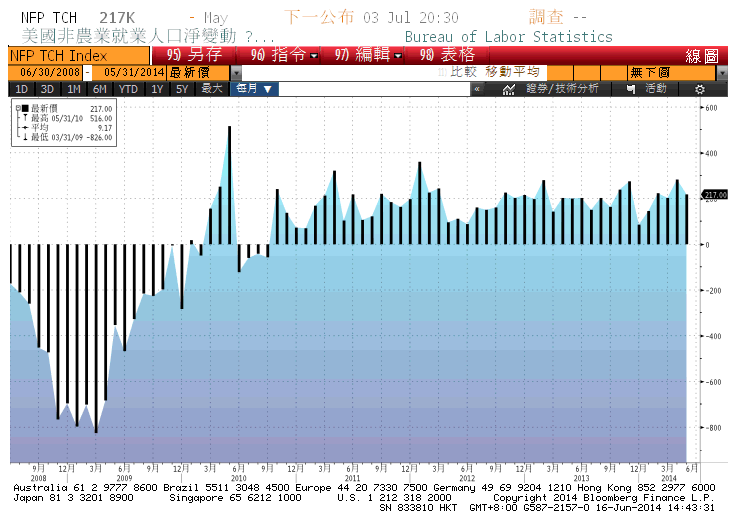 NFP TCH 217K - May 下一公布 03 Jul 20:30 調查 --
美國非農業就業人口淨變動 ?... Bureau of Labor Statistics
NFP TCH Index 95) 另存 96) 指令 97) 編輯 98) 表格 線圖
06/30/2008 - 05/31/2014 最新價 比較 移動平均 無下價
1D 3D 1M 6M YTD 1Y 5Y 最大 每月 ▼ « 證券/技術分析 活動
最新價 217.00
最高 05/31/10 516.00
平均 9.17
最低 03/31/09 -826.00
600
400
217.00
200
0
-200
-400
-600
-800
9月 12月 3月 6月 9月 12月 3月 6月 9月 12月 3月 6月 9月 12月 3月 6月 9月 12月 3月 6月 9月 12月 3月 6月
2008 2009 2010 2011 2012 2013 2014
Australia 61 2 9777 8600 Brazil 5511 3048 4500 Europe 44 20 7330 7500 Germany 49 69 9204 1210 Hong Kong 852 2977 6000
Japan 81 3 3201 8900 Singapore 65 6212 1000 U.S. 1 212 318 2000 Copyright 2014 Bloomberg Finance L.P.
SN 833810 HKT GMT+8:00 G587-2157-0 16-Jun-2014 14:43:31